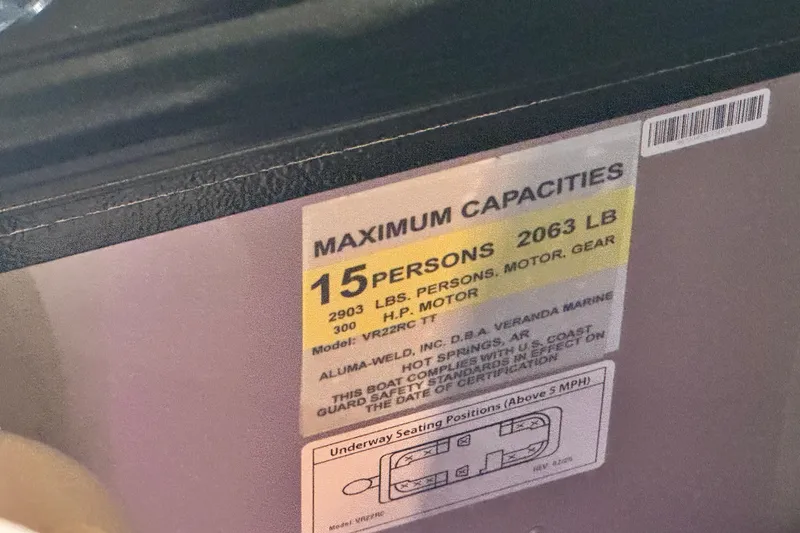 MAXIMUM CAPACITIES
15 PERSONS 2063 LB
2903 LBS. PERSONS. MOTOR. GEAR
300 H.P. MOTOR
Model: VR22RC TT
ALUMA-WELD, INC. D.B.A. VERANDA MARINE
HOT SPRINGS, AR
THIS BOAT COMPLIES WITH U.S. COAST
GUARD SAFETY STANDARDS IN EFFECT ON
THE DATE OF CERTIFICATION
Underway Seating Positions (Above 5 MPH)
Model: VR22RC